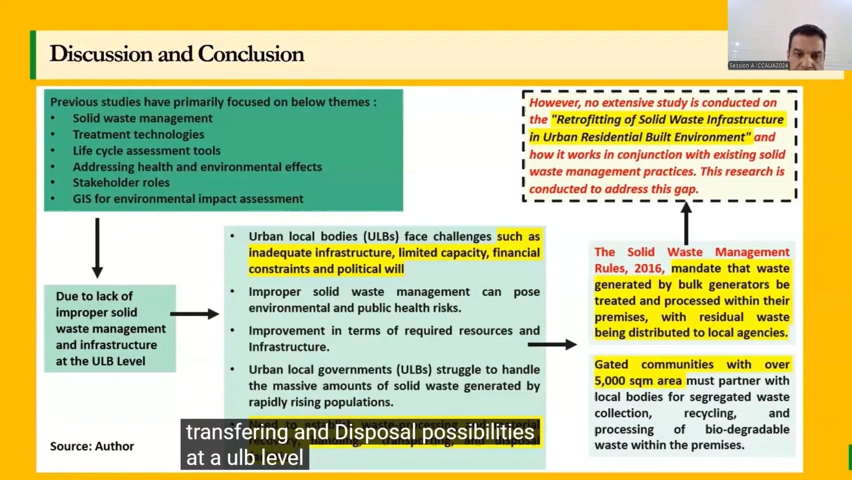 Discussion and Conclusion
Session A ICCAUA2024
Previous studies have primarily focused on below themes :
• Solid waste management
• Treatment technologies
• Life cycle assessment tools
• Addressing health and environmental effects
• Stakeholder roles
• GIS for environmental impact assessment
However, no extensive study is conducted on
the "Retrofitting of Solid Waste Infrastructure
in Urban Residential Built Environment" and
how it works in conjunction with existing solid
waste management practices. This research is
conducted to address this gap.
Due to lack of
improper solid
waste management
and infrastructure
at the ULB Level
• Urban local bodies (ULBs) face challenges such as
inadequate infrastructure, limited capacity, financial
constraints and political will
• Improper solid waste management can pose
environmental and public health risks.
• Improvement in terms of required resources and
Infrastructure.
• Urban local governments (ULBs) struggle to handle
the massive amounts of solid waste generated by
rapidly rising populations.
The Solid Waste Management
Rules, 2016, mandate that waste
generated by bulk generators be
treated and processed within their
premises, with residual waste
being distributed to local agencies.
Gated communities with over
5,000 sqm area must partner with
local bodies for segregated waste
collection, recycling, and
processing of bio-degradable
waste within the premises.
Source: Author
transfering and Disposal possibilities
at a ulb level